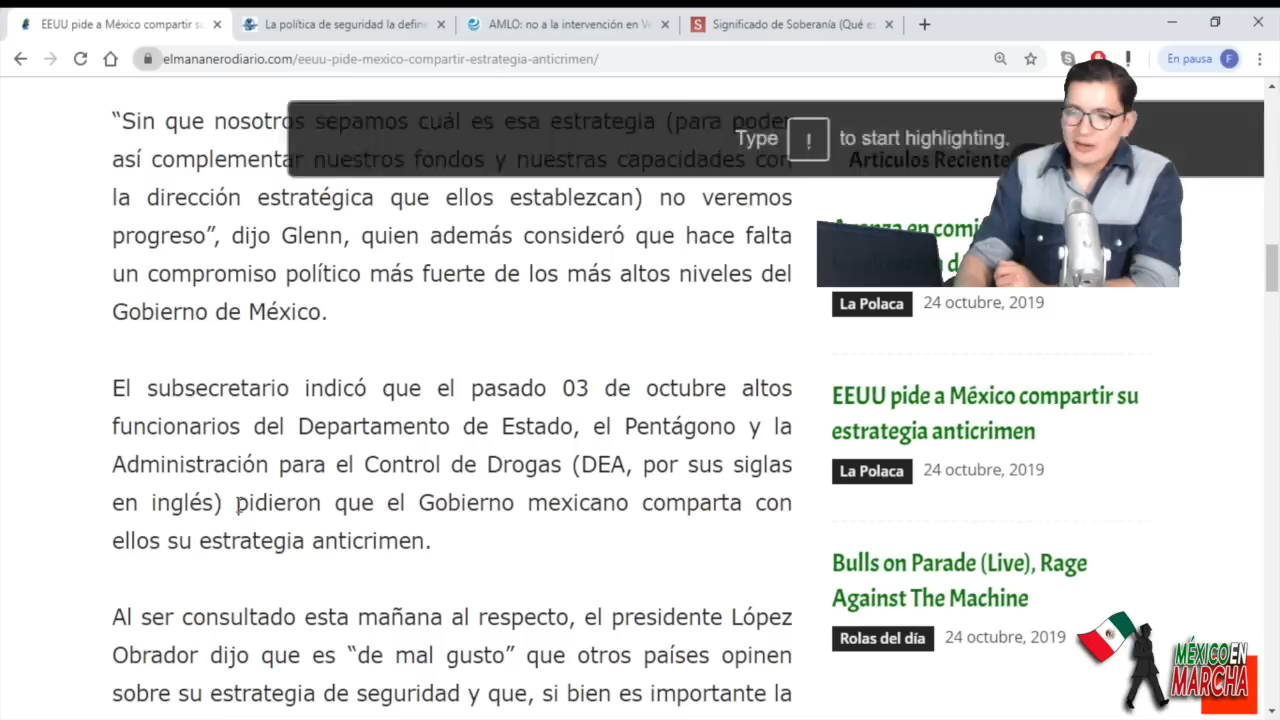 EEUU pide a México compartir su
La política de seguridad la define
AMLO: no a la intervención en Ve
Significado de Soberanía (Qué es
elmananerodiario.com/eeuu-pide-mexico-compartir-estrategia-anticrimen/
En pausa
F
Type ! to start highlighting.
“Sin que nosotros sepamos cuál es esa estrategia (para poder
así complementar nuestros fondos y nuestras capacidades con
la dirección estratégica que ellos establezcan) no veremos
progreso”, dijo Glenn, quien además consideró que hace falta
un compromiso político más fuerte de los más altos niveles del
Gobierno de México.
El subsecretario indicó que el pasado 03 de octubre altos
funcionarios del Departamento de Estado, el Pentágono y la
Administración para el Control de Drogas (DEA, por sus siglas
en inglés) pidieron que el Gobierno mexicano comparta con
ellos su estrategia anticrimen.
Al ser consultado esta mañana al respecto, el presidente López
Obrador dijo que es “de mal gusto” que otros países opinen
sobre su estrategia de seguridad y que, si bien es importante la
Artículos Reciente
Avanza en comi
La Polaca 24 octubre, 2019
EEUU pide a México compartir su
estrategia anticrimen
La Polaca 24 octubre, 2019
Bulls on Parade (Live), Rage
Against The Machine
Rolas del día 24 octubre, 2019
MÉXICO EN
MARCHA